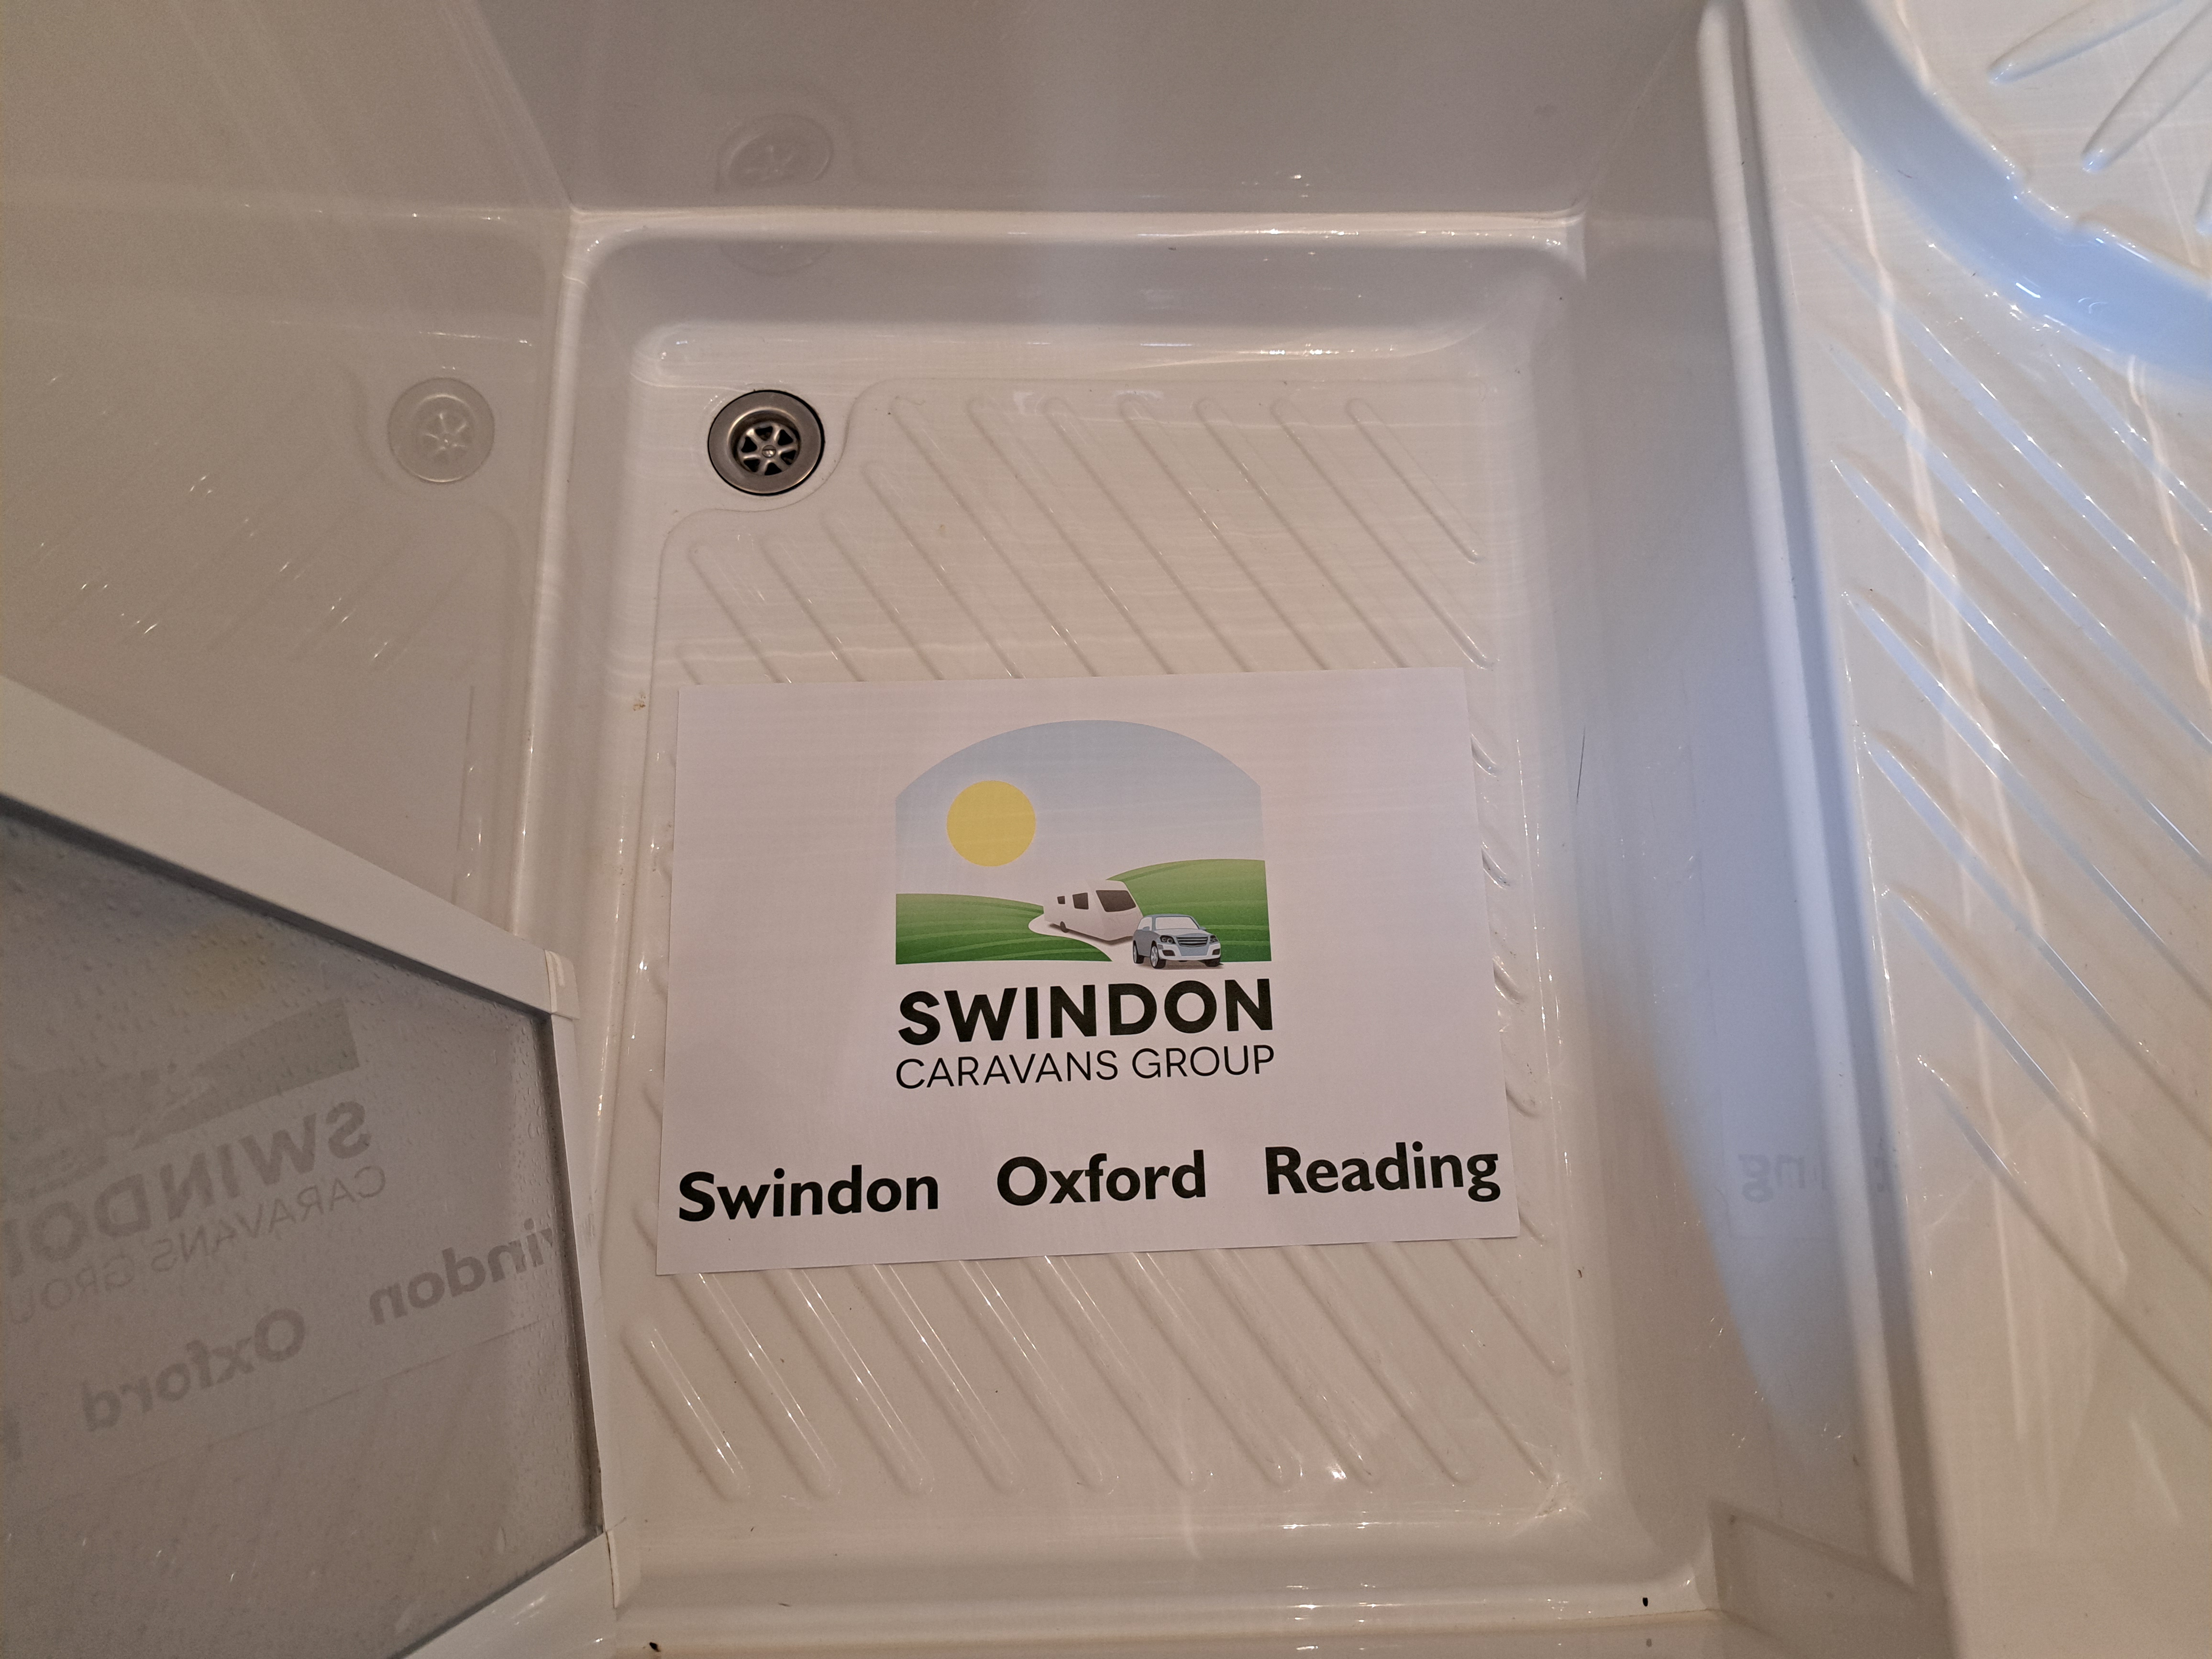 SWINDON
CARAVANS GROUP
Swindon Oxford Reading